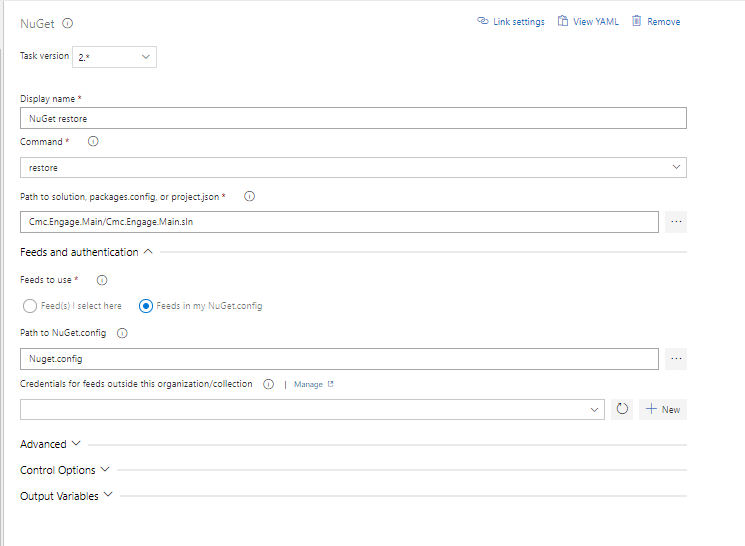 NuGet
Link settings View YAML Remove
Task version 2.*
Display name *
NuGet restore
Command *
restore
Path to solution, packages.config, or project.json *
Cmc.Engage.Main/Cmc.Engage.Main.sln
...
Feeds and authentication
Feeds to use *
Feed(s) I select here Feeds in my NuGet.config
Path to NuGet.config
Nuget.config
...
Credentials for feeds outside this organization/collection | Manage
New
Advanced
Control Options
Output Variables